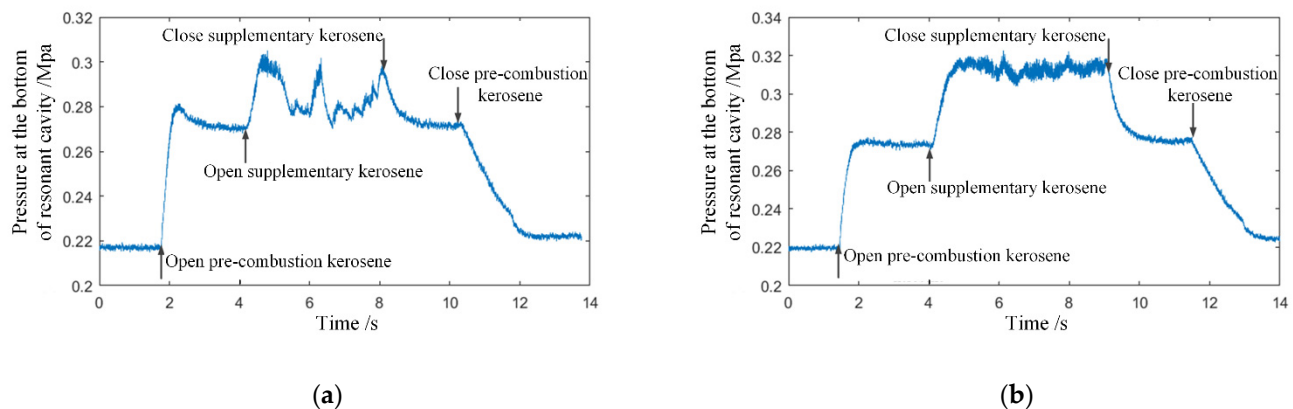 0.32
Close supplementary kerosene
0.3
Close pre-combustion
kerosene
0.28
0.26
Open supplementary kerosene
0.24
0.22
Open pre-combustion kerosene
0.2
0 2 4 6 8 10 12 14
Time /s
Pressure at the bottom
of resonant cavity /Mpa
(a)
0.34
Close supplementary kerosene
0.32
Close pre-combustion
kerosene
0.3
0.28
0.26
Open supplementary kerosene
0.24
0.22
Open pre-combustion kerosene
0.2
0 2 4 6 8 10 12 14
Time /s
Pressure at the bottom
of resonant cavity /Mpa
(b)